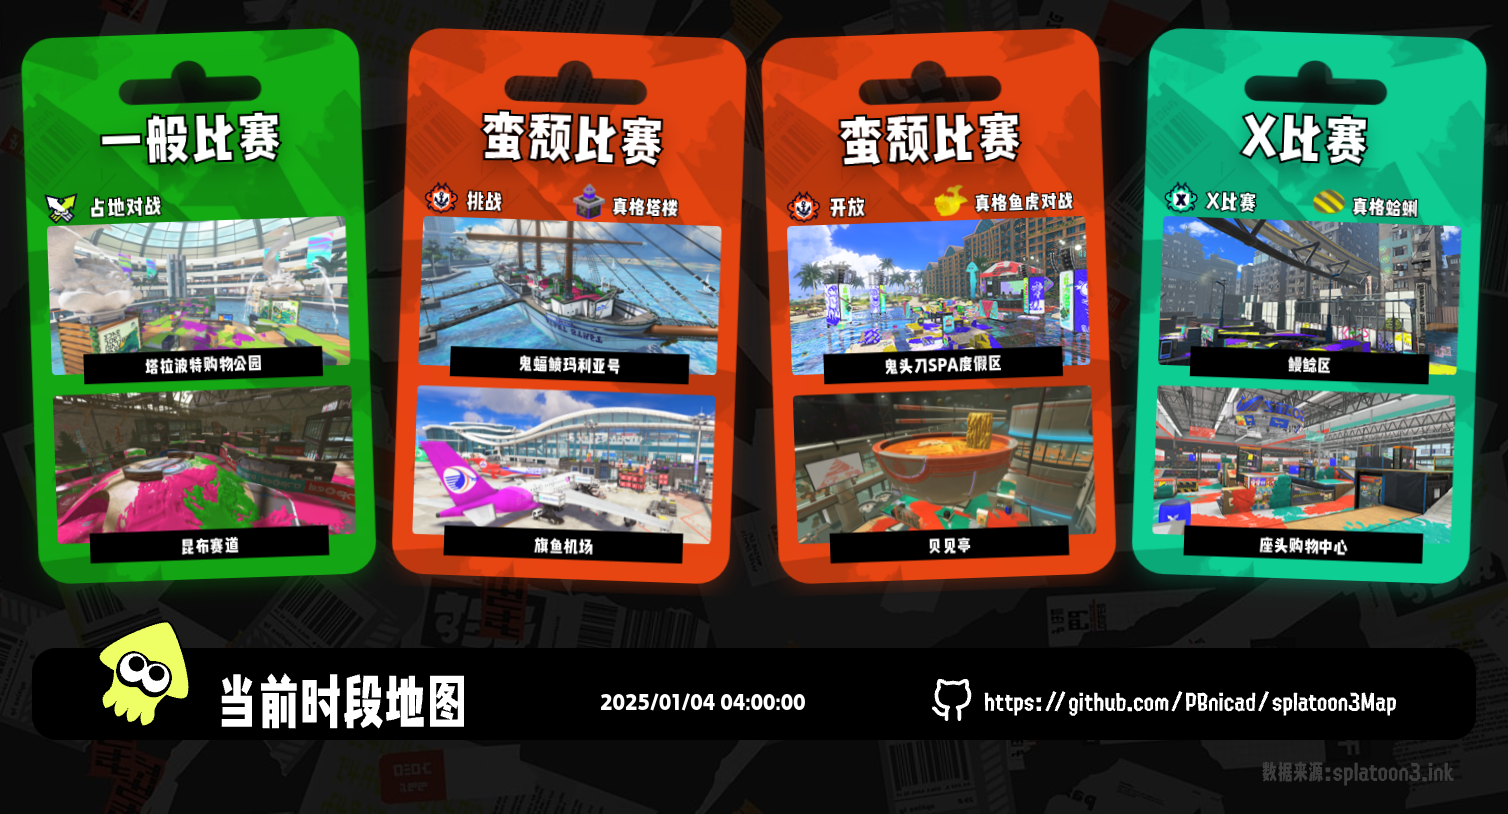 一般比赛
占地对战
塔拉波特购物公园
昆布赛道
蛮颓比赛
挑战
真格塔楼
鬼蝠鲼玛利亚号
旗鱼机场
蛮颓比赛
开放
真格鱼虎对战
鬼头刀SPA度假区
贝见亭
X比赛
X比赛
真格蛤蜊
鳗鲶区
座头购物中心
当前时段地图
2025/01/04 04:00:00
https://github.com/PBnicad/splatoon3Map
数据来源:splatoon3.ink